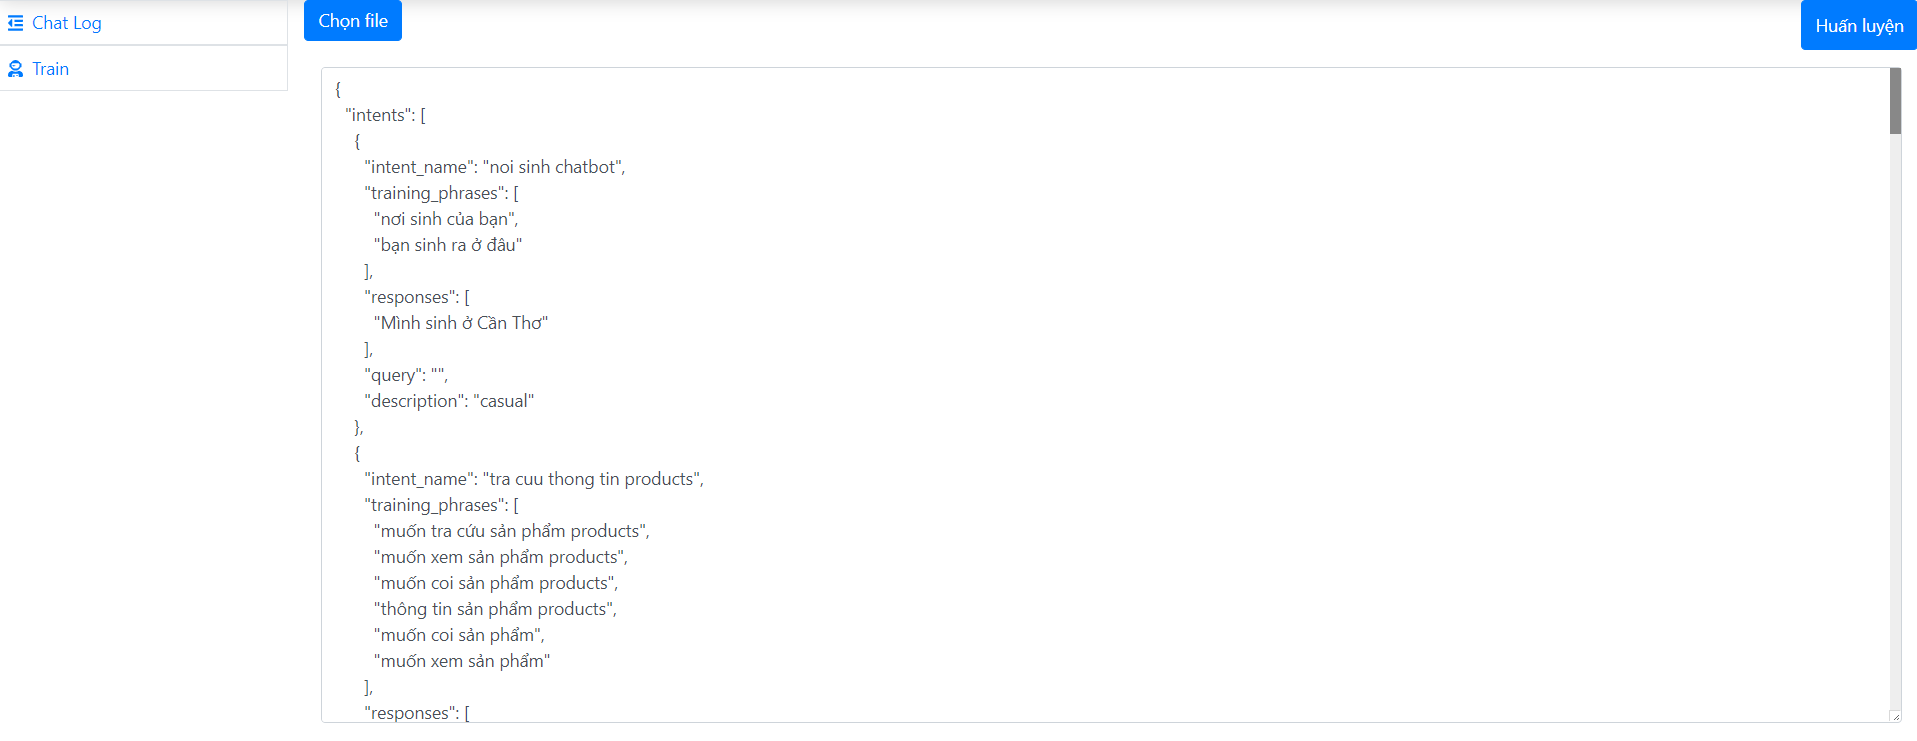 Chat Log
Train
Chọn file
Huấn luyện
{
"intents": [
{
"intent_name": "noi sinh chatbot",
"training_phrases": [
"nơi sinh của bạn",
"bạn sinh ra ở đâu"
],
"responses": [
"Mình sinh ở Cần Thơ"
],
"query": "",
"description": "casual"
},
{
"intent_name": "tra cuu thong tin products",
"training_phrases": [
"muốn tra cứu sản phẩm products",
"muốn xem sản phẩm products",
"muốn coi sản phẩm products",
"thông tin sản phẩm products",
"muốn coi sản phẩm",
"muốn xem sản phẩm"
],
"responses": [